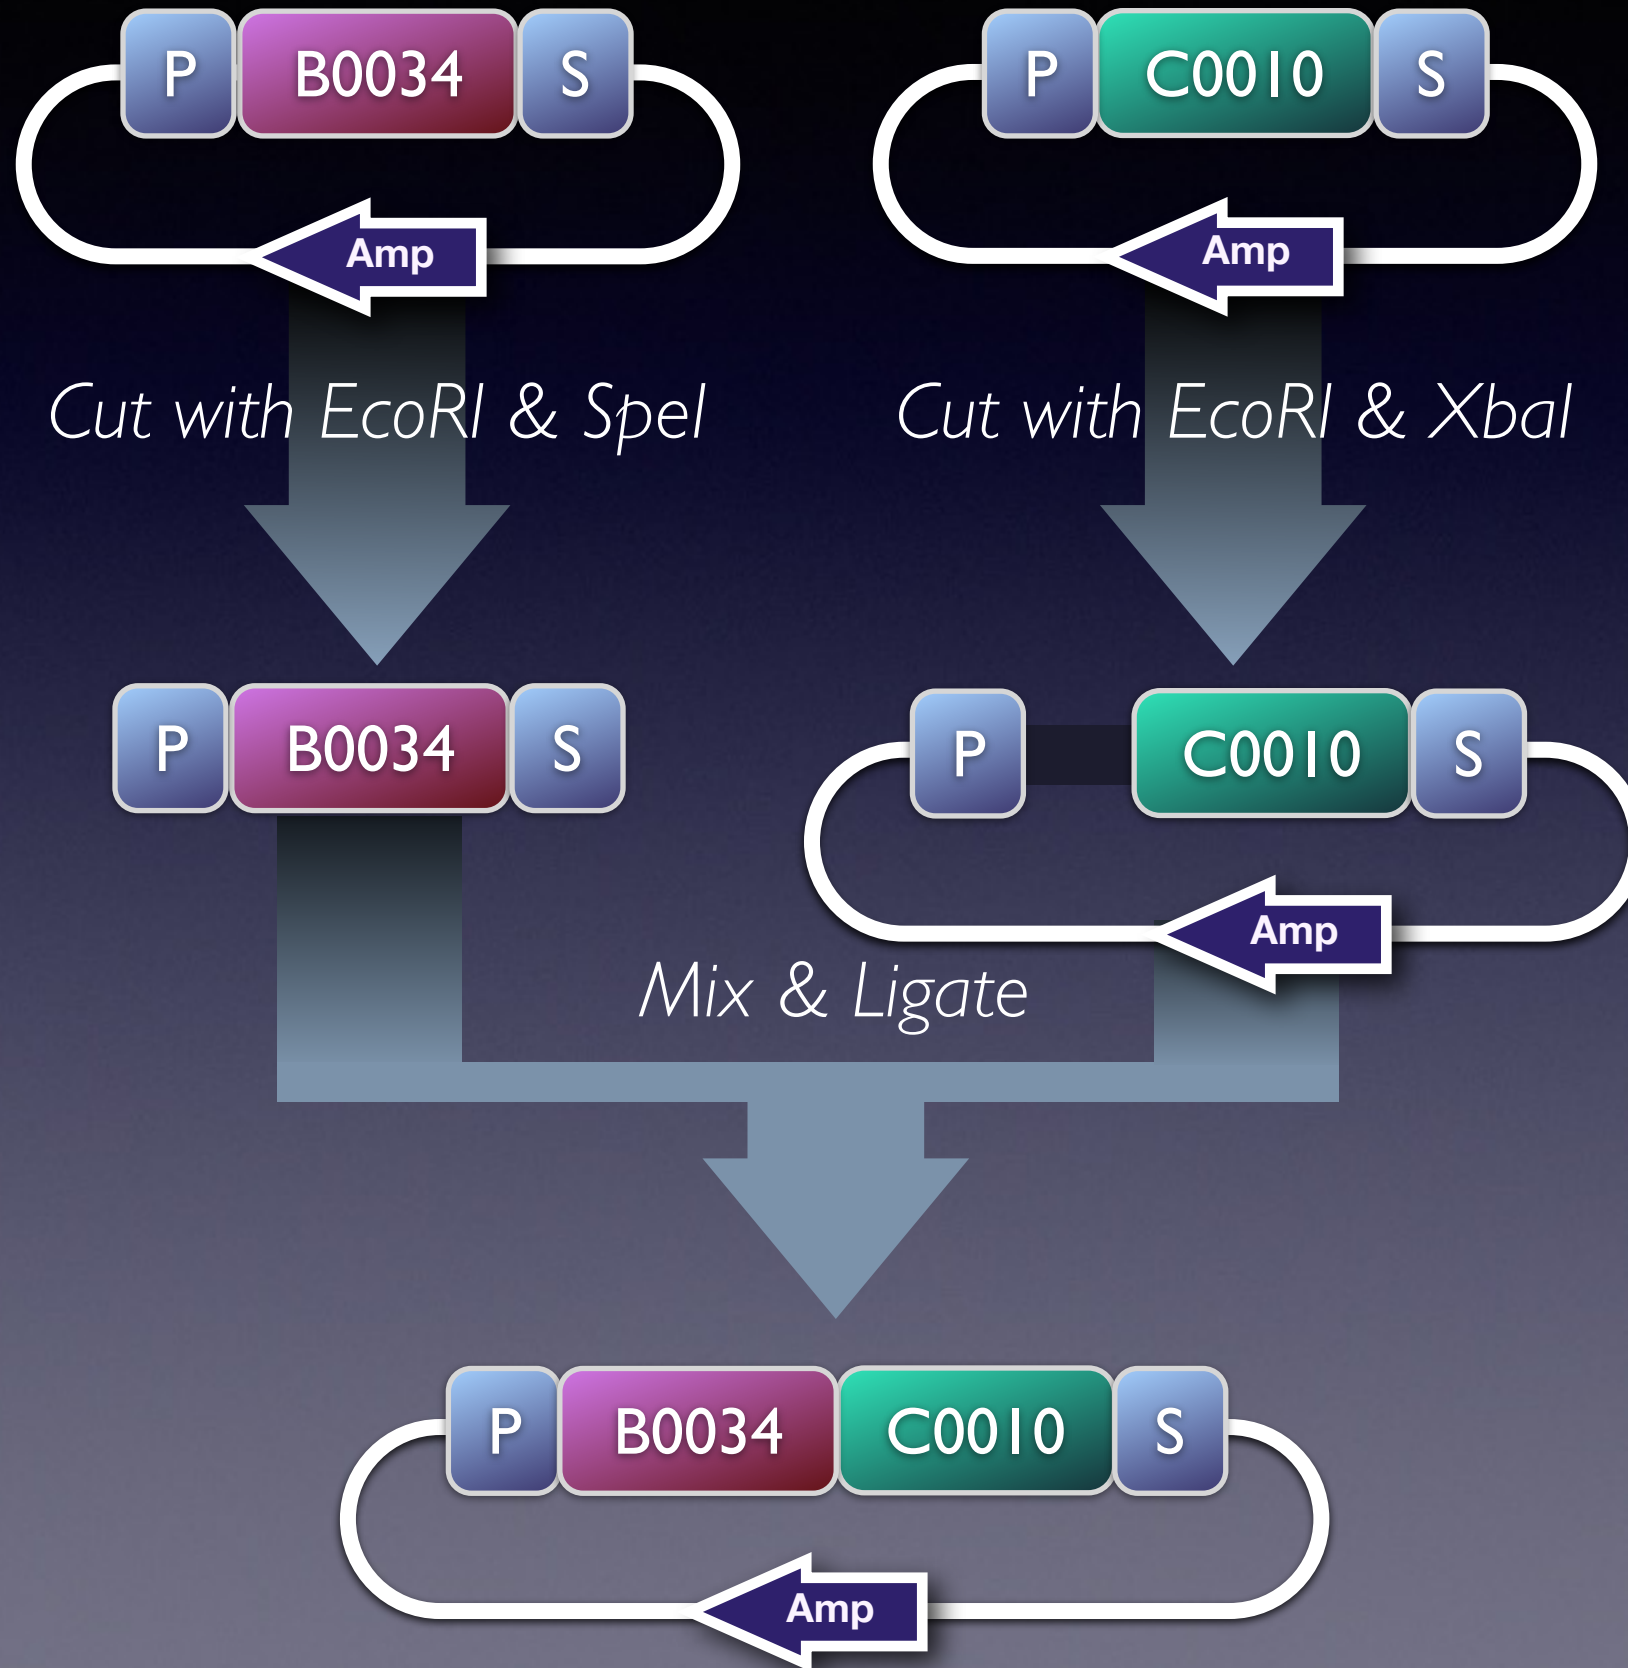 P B0034 S
P C0010 S
Amp
Amp
Cut with EcoRI & SpeI
Cut with EcoRI & XbaI
P B0034 S
P C0010 S
Amp
Mix & Ligate
P B0034 C0010 S
Amp